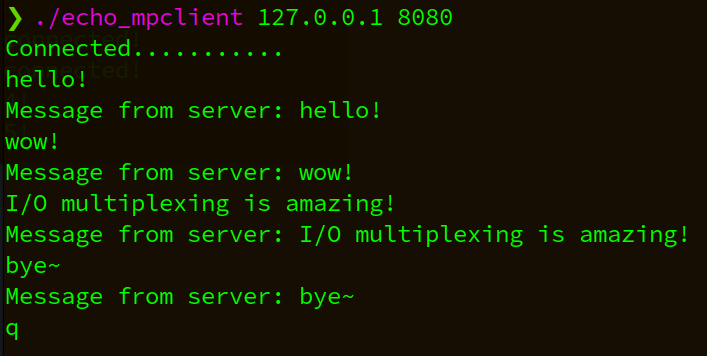 ❯ ./echo_mpclient 127.0.0.1 8080
Connected...........
hello!
Message from server: hello!
wow!
Message from server: wow!
I/O multiplexing is amazing!
Message from server: I/O multiplexing is amazing!
bye~
Message from server: bye~
q